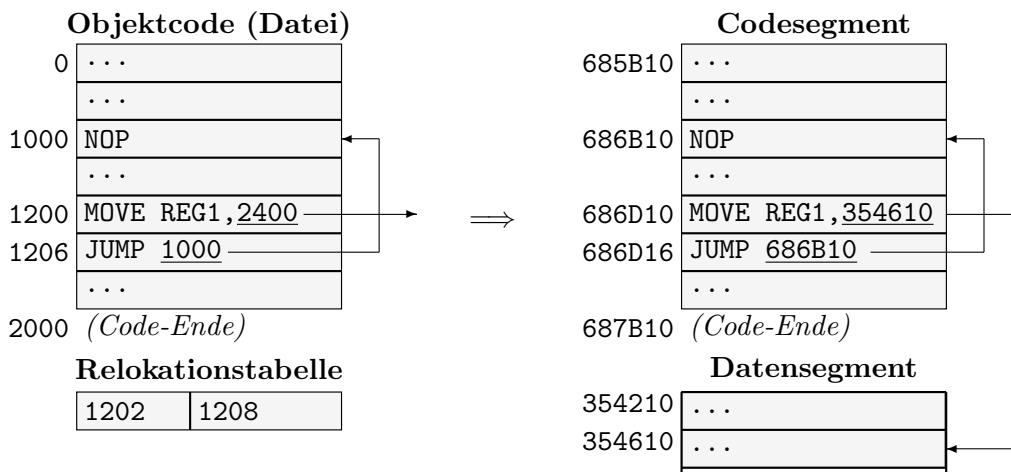 Objektcode (Datei)
0 ...
...
1000 NOP
...
1200 MOVE REG1,2400
1206 JUMP 1000
...
2000 (Code-Ende)
Relokationstabelle
1202 1208
⟹
Codesegment
685B10 ...
...
686B10 NOP
...
686D10 MOVE REG1,354610
686D16 JUMP 686B10
...
687B10 (Code-Ende)
Datensegment
354210 ...
354610 ...